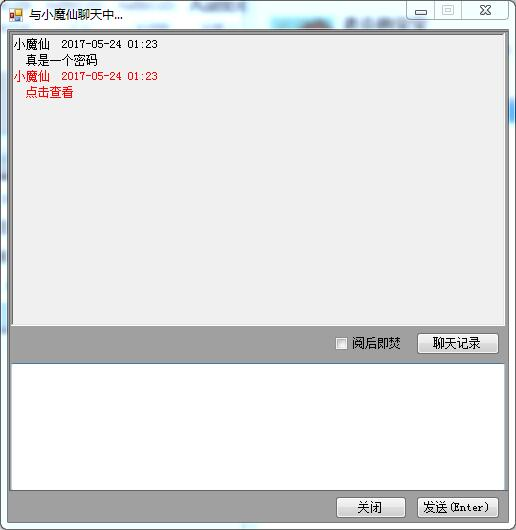 与小魔仙聊天中...
小魔仙 2017-05-24 01:23
真是一个密码
小魔仙 2017-05-24 01:23
点击查看
阅后即焚
聊天记录
关闭
发送(Enter)